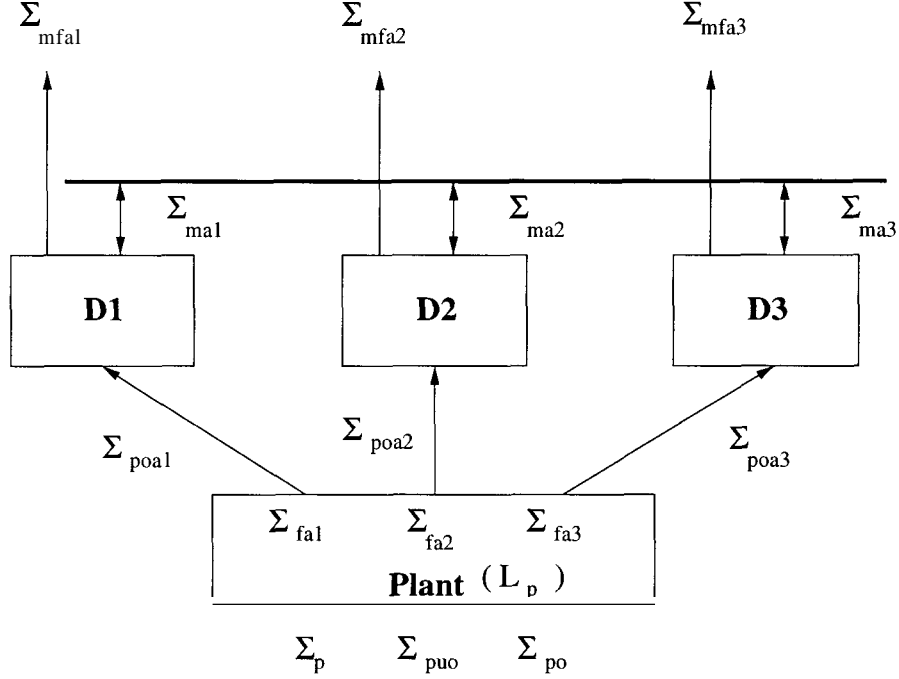 Σmfa1 Σmfa2 Σmfa3
Σma1 Σma2 Σma3
D1 D2 D3
Σpoa1 Σpoa2 Σpoa3
Σfa1 Σfa2 Σfa3
Plant (Lp)
Σp Σpuo Σpo